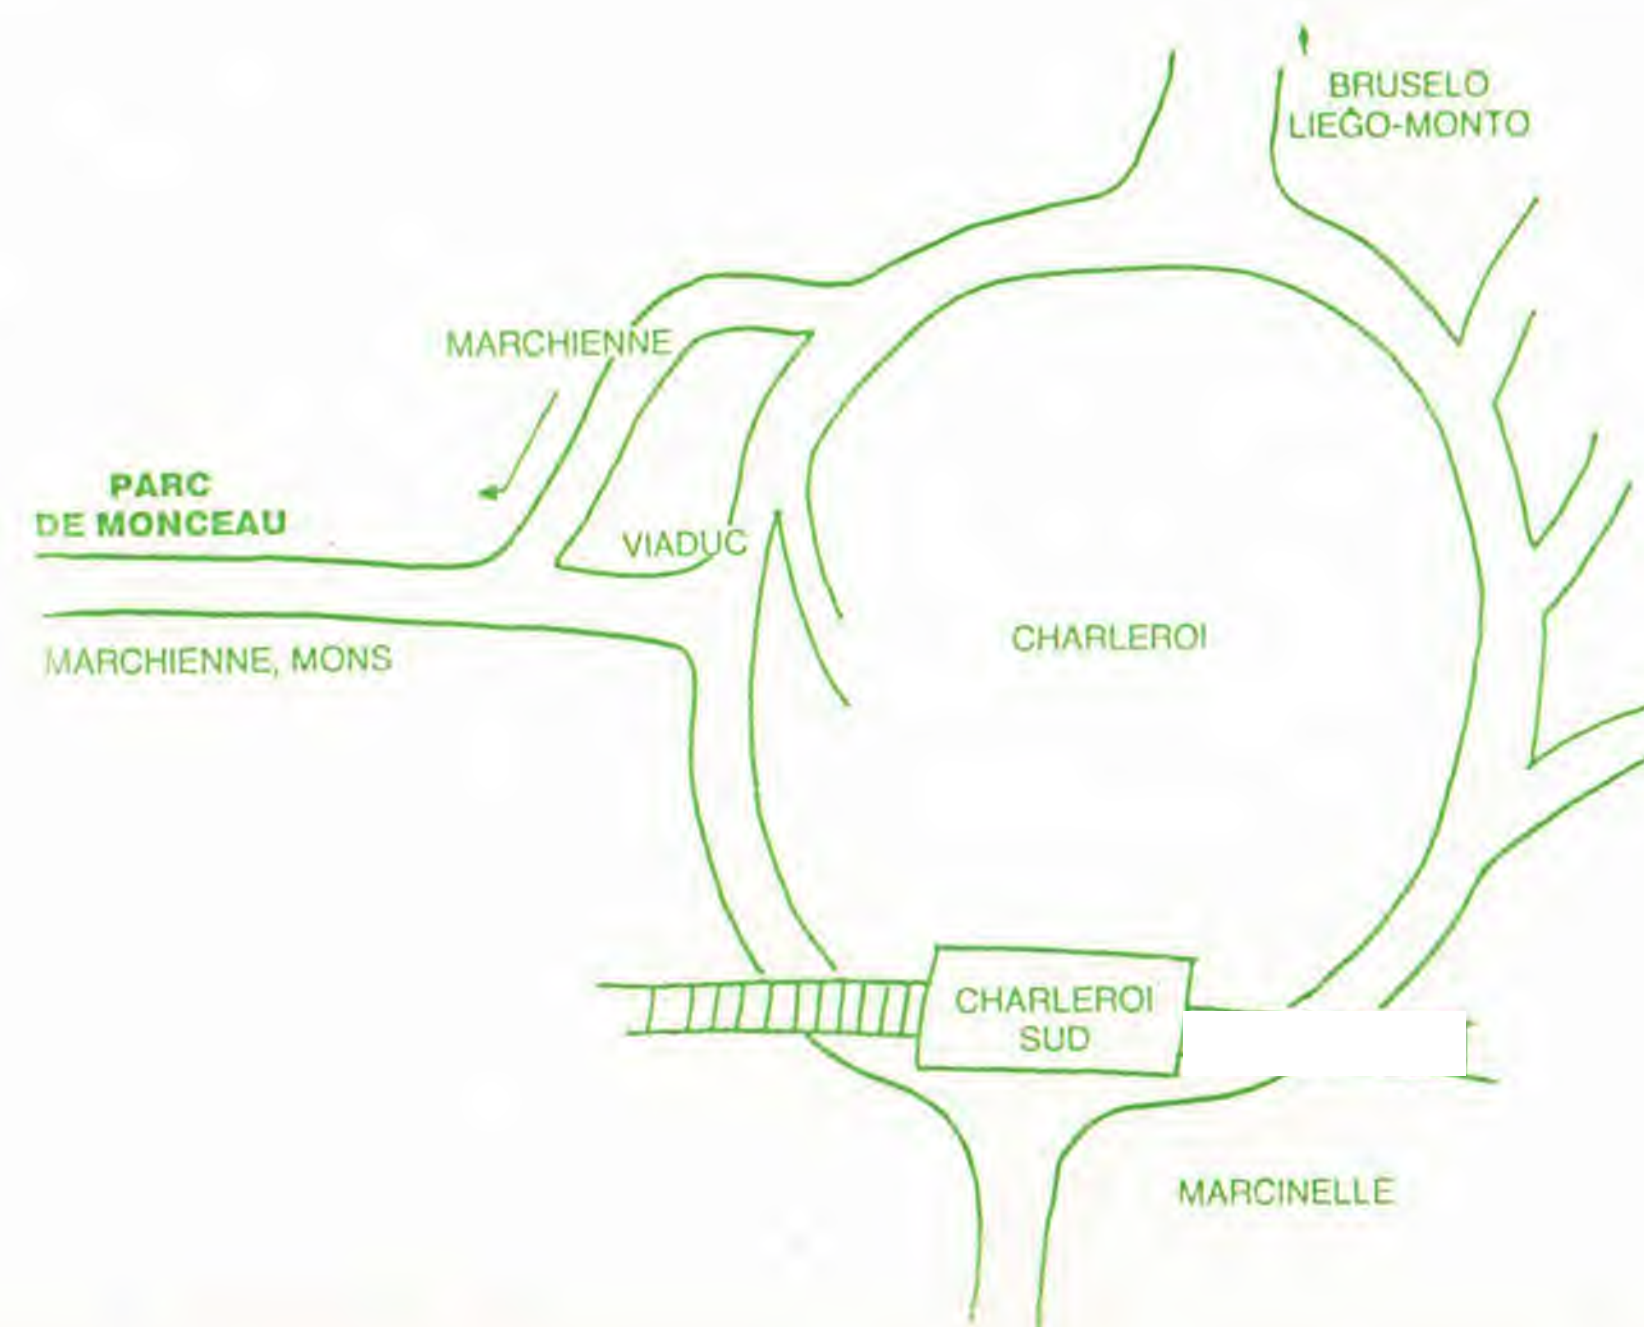 BRUSELO
LIEĜO-MONTO
MARCHIENNE
PARC
DE MONCEAU
VIADUC
MARCHIENNE, MONS
CHARLEROI
CHARLEROI
SUD
MARCINELLE